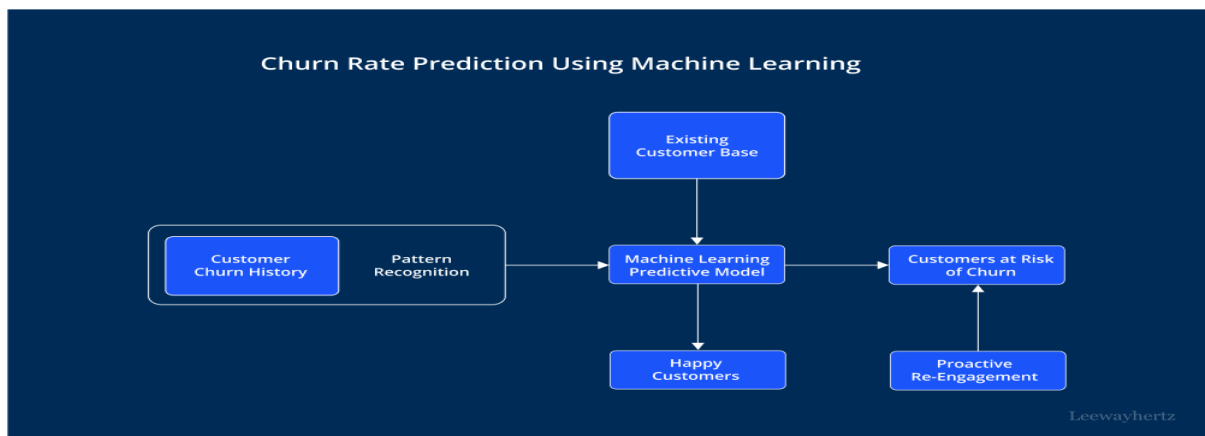 Churn Rate Prediction Using Machine Learning
Existing
Customer Base
Customer
Churn History
Pattern
Recognition
Machine Learning
Predictive Model
Customers at Risk
of Churn
Happy
Customers
Proactive
Re-Engagement
Leewayhertz